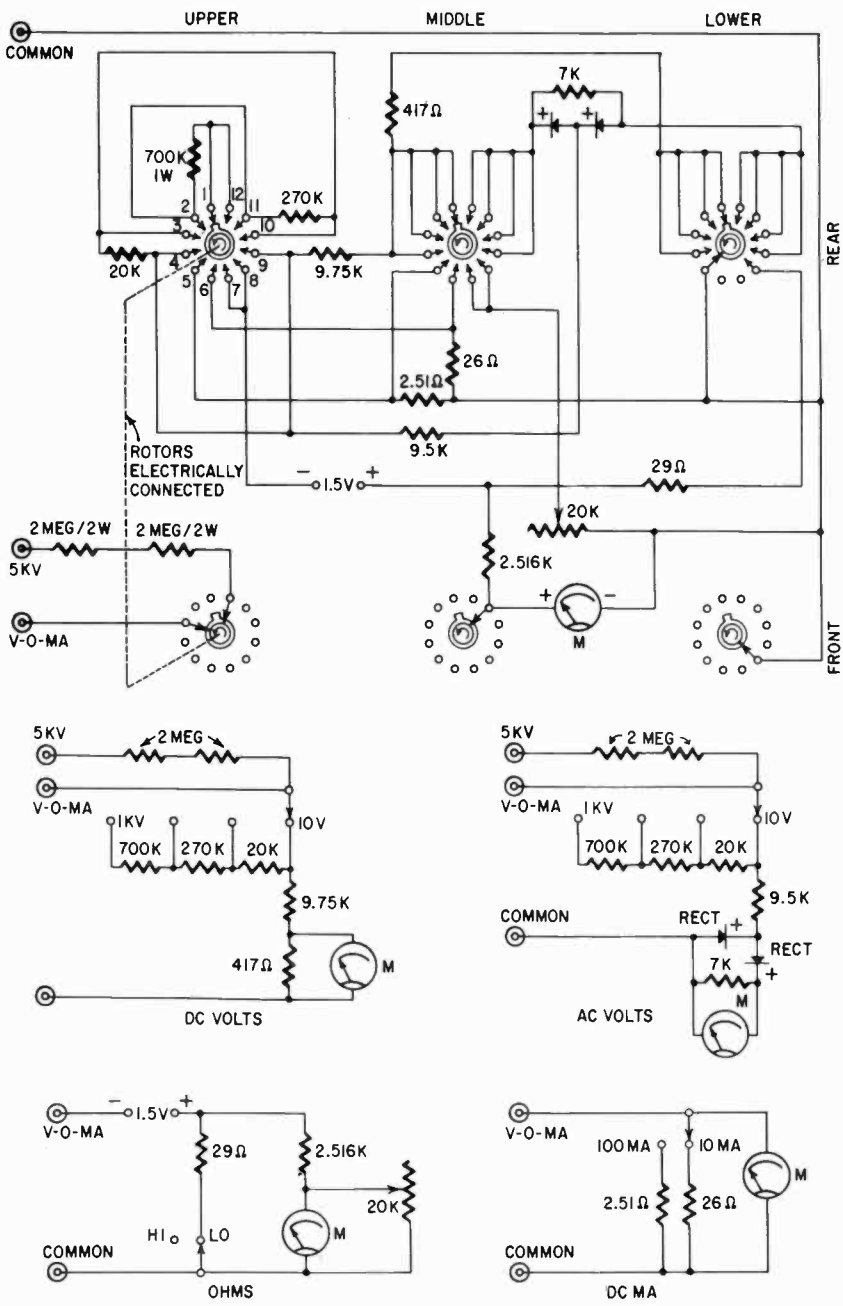 UPPER
MIDDLE
LOWER
COMMON
7K
+
+
417Ω
700K
1W
1
12
2
11
270K
3
10
20K
4
9
9.75K
5
8
6
7
REAR
26Ω
2.51Ω
9.5K
ROTORS
ELECTRICALLY
CONNECTED
– 1.5V +
29Ω
20K
2 MEG/2W
2 MEG/2W
5KV
2.516K
+
–
M
V-O-MA
FRONT
5KV
2 MEG
V-O-MA
1KV
10V
700K
270K
20K
9.75K
417Ω
M
DC VOLTS
5KV
2 MEG
V-O-MA
1KV
10V
700K
270K
20K
9.5K
COMMON
RECT
+
RECT
7K
+
M
AC VOLTS
– 1.5V +
V-O-MA
29Ω
2.516K
20K
HI
LO
M
COMMON
OHMS
V-O-MA
100MA
10MA
M
2.51Ω
26Ω
COMMON
DC MA